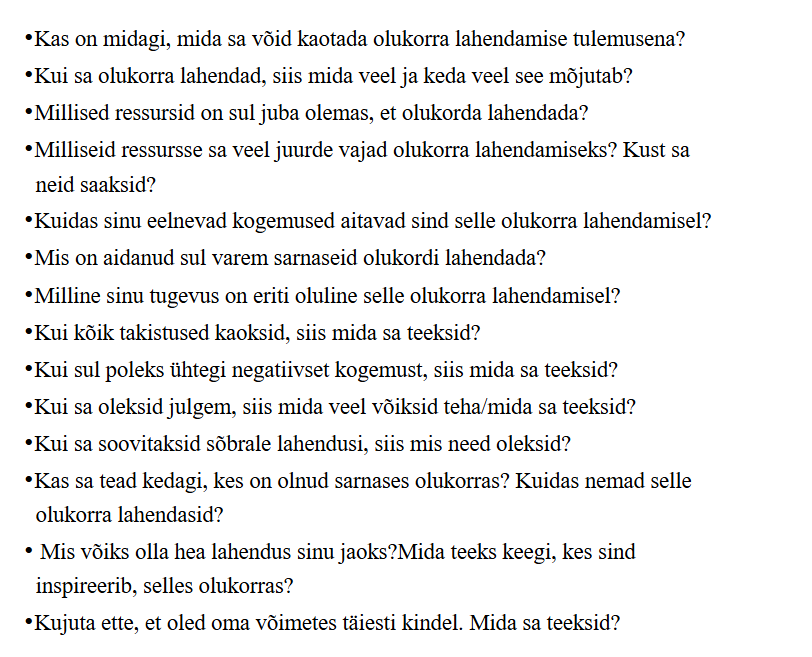 •Kas on midagi, mida sa võid kaotada olukorra lahendamise tulemusena?
•Kui sa olukorra lahendad, siis mida veel ja keda veel see mõjutab?
•Millised ressursid on sul juba olemas, et olukorda lahendada?
•Milliseid ressursse sa veel juurde vajad olukorra lahendamiseks? Kust sa
neid saaksid?
•Kuidas sinu eelnevad kogemused aitavad sind selle olukorra lahendamisel?
•Mis on aidanud sul varem sarnaseid olukordi lahendada?
•Milline sinu tugevus on eriti oluline selle olukorra lahendamisel?
•Kui kõik takistused kaoksid, siis mida sa teeksid?
•Kui sul poleks ühtegi negatiivset kogemust, siis mida sa teeksid?
•Kui sa oleksid julgem, siis mida veel võiksid teha/mida sa teeksid?
•Kui sa soovitaksid sõbrale lahendusi, siis mis need oleksid?
•Kas sa tead kedagi, kes on olnud sarnases olukorras? Kuidas nemad selle
olukorra lahendasid?
• Mis võiks olla hea lahendus sinu jaoks?Mida teeks keegi, kes sind
inspireerib, selles olukorras?
•Kujuta ette, et oled oma võimetes täiesti kindel. Mida sa teeksid?